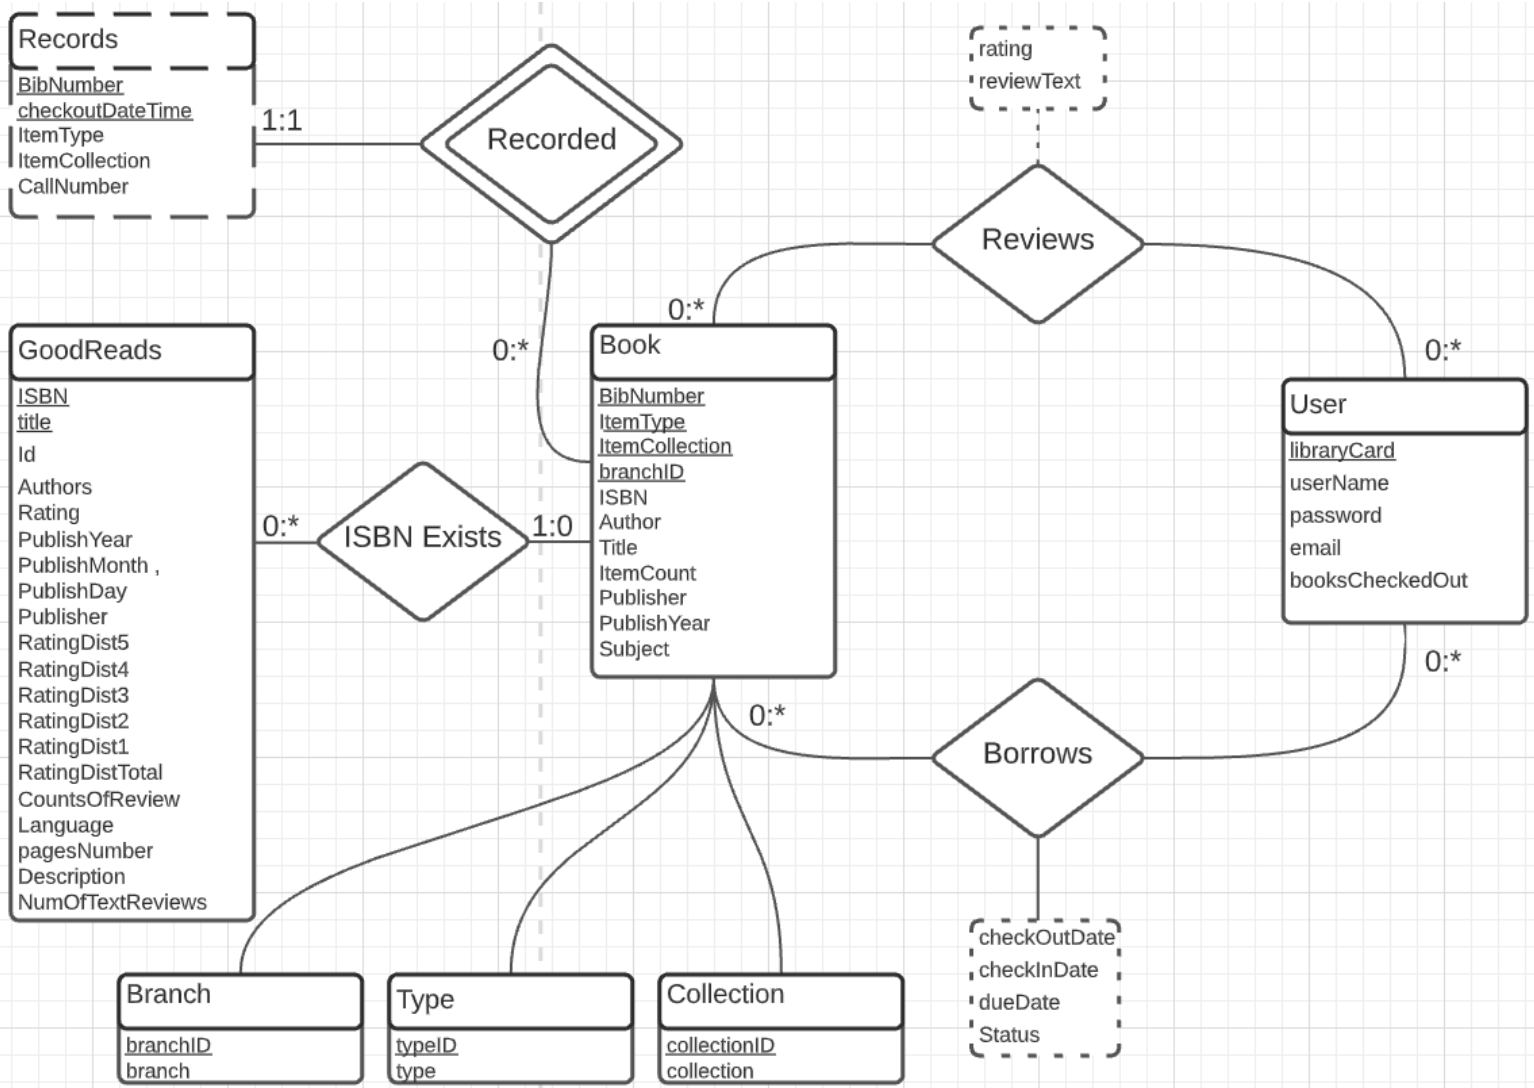 Records
BibNumber
checkoutDateTime
ItemType
ItemCollection
CallNumber
1:1
Recorded
0:*
rating
reviewText
Reviews
0:*
0:*
GoodReads
ISBN
title
Id
Authors
Rating
PublishYear
PublishMonth ,
PublishDay
Publisher
RatingDist5
RatingDist4
RatingDist3
RatingDist2
RatingDist1
RatingDistTotal
CountsOfReview
Language
pagesNumber
Description
NumOfTextReviews
0:*
ISBN Exists
1:0
Book
BibNumber
ItemType
ItemCollection
branchID
ISBN
Author
Title
ItemCount
Publisher
PublishYear
Subject
User
libraryCard
userName
password
email
booksCheckedOut
0:*
0:*
Borrows
checkOutDate
checkInDate
dueDate
Status
Branch
branchID
branch
Type
typeID
type
Collection
collectionID
collection